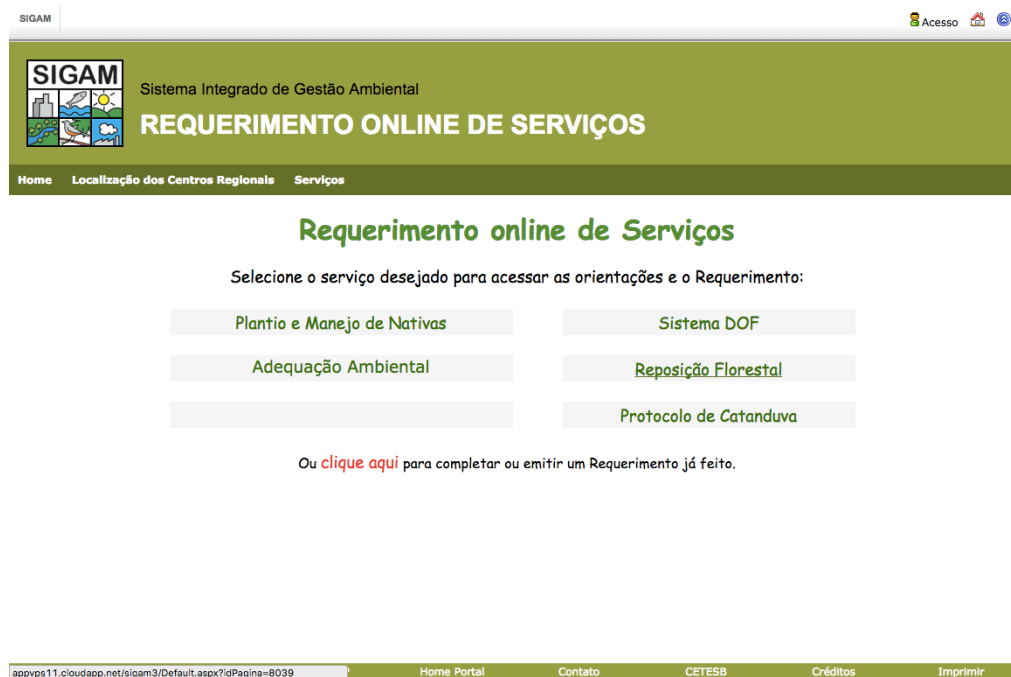 SIGAM
Acesso
SIGAM
Sistema Integrado de Gestão Ambiental
REQUERIMENTO ONLINE DE SERVIÇOS
Home Localização dos Centros Regionais Serviços
Requerimento online de Serviços
Selecione o serviço desejado para acessar as orientações e o Requerimento:
Plantio e Manejo de Nativas Sistema DOF
Adequação Ambiental Reposição Florestal
Protocolo de Catanduva
Ou clique aqui para completar ou emitir um Requerimento já feito.
appvps11.cloudapp.net/sigam3/Default.aspx?idPagina=8039 Home Portal Contato CETESB Créditos Imprimir